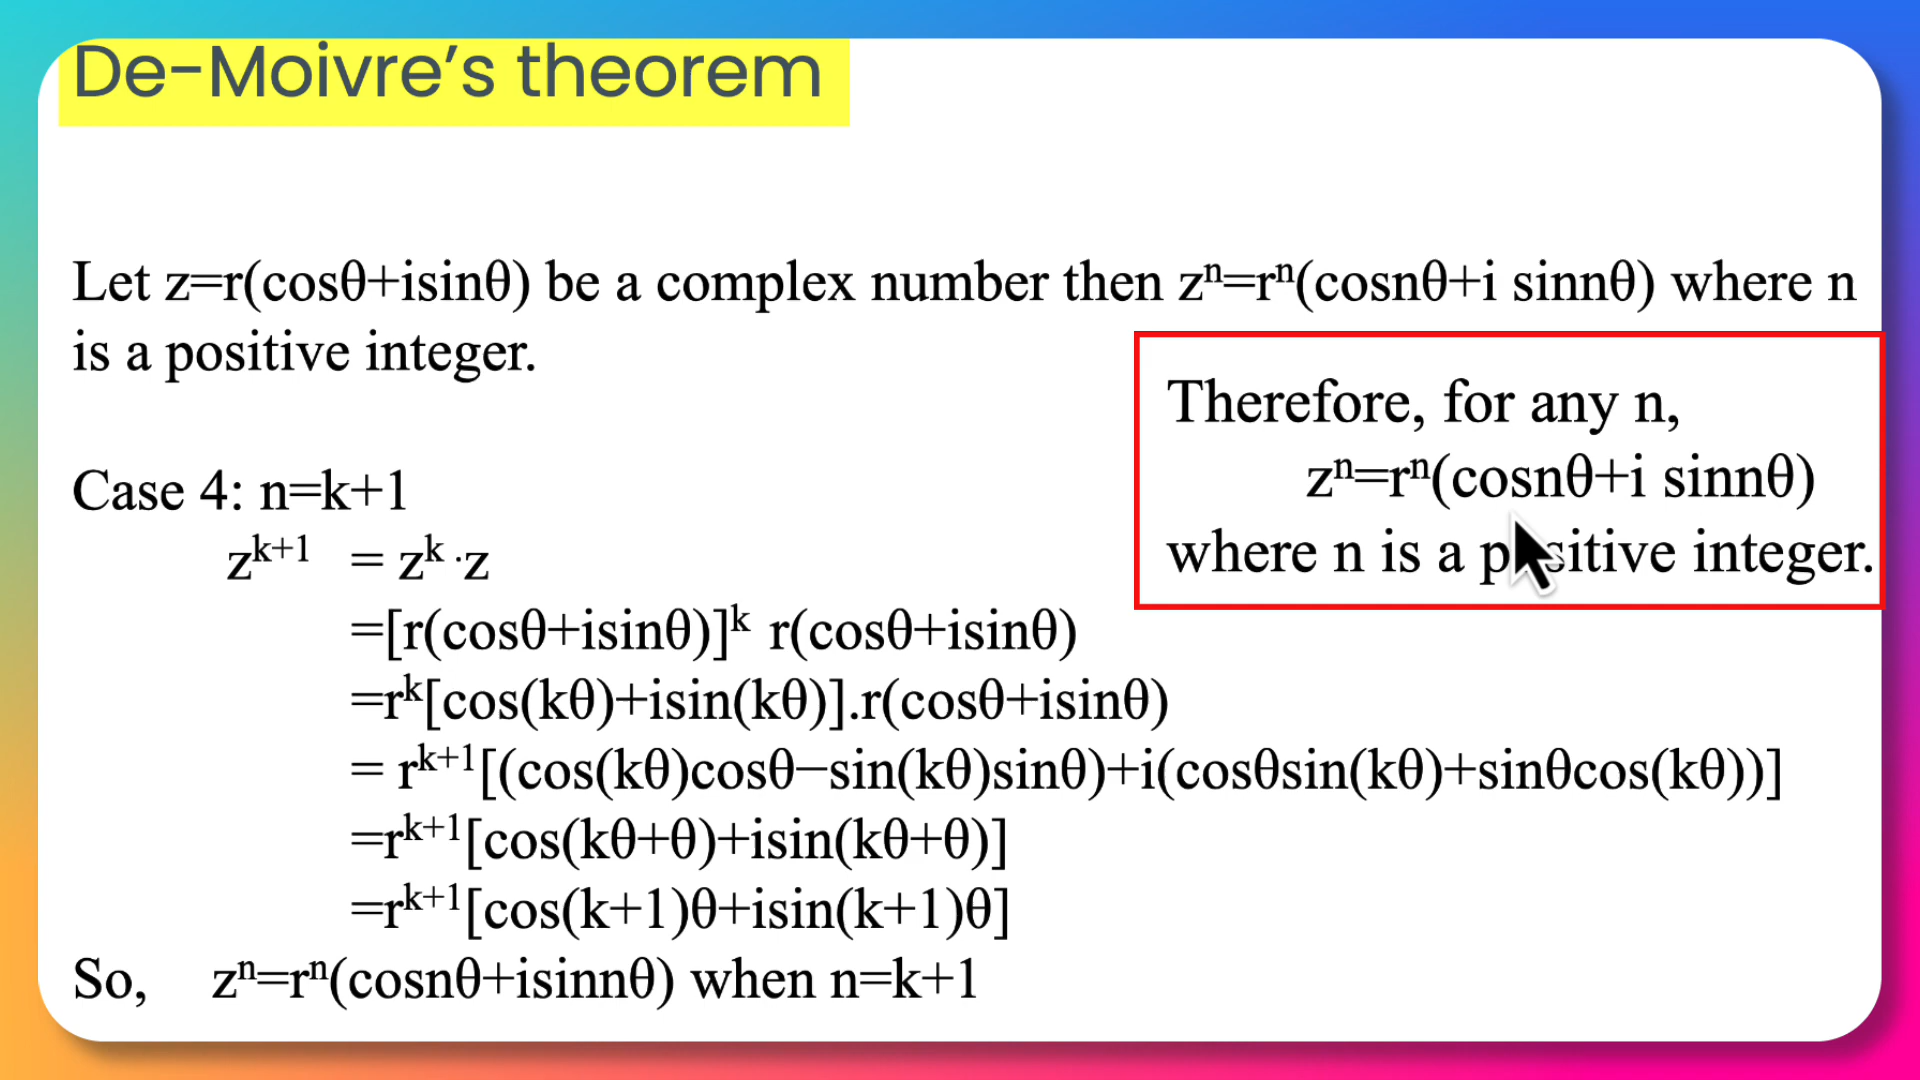 De-Moivre’s theorem
Let z=r(cosθ+isinθ) be a complex number then zⁿ=rⁿ(cosnθ+i sinnθ) where n
is a positive integer.
Therefore, for any n,
zⁿ=rⁿ(cosnθ+i sinnθ)
where n is a positive integer.
Case 4: n=k+1
zᵏ⁺¹ = zᵏ ·z
=[r(cosθ+isinθ)]ᵏ r(cosθ+isinθ)
=rᵏ[cos(kθ)+isin(kθ)].r(cosθ+isinθ)
= rᵏ⁺¹[(cos(kθ)cosθ−sin(kθ)sinθ)+i(cosθsin(kθ)+sinθcos(kθ))]
=rᵏ⁺¹[cos(kθ+θ)+isin(kθ+θ)]
=rᵏ⁺¹[cos(k+1)θ+isin(k+1)θ]
So, zⁿ=rⁿ(cosnθ+isinnθ) when n=k+1